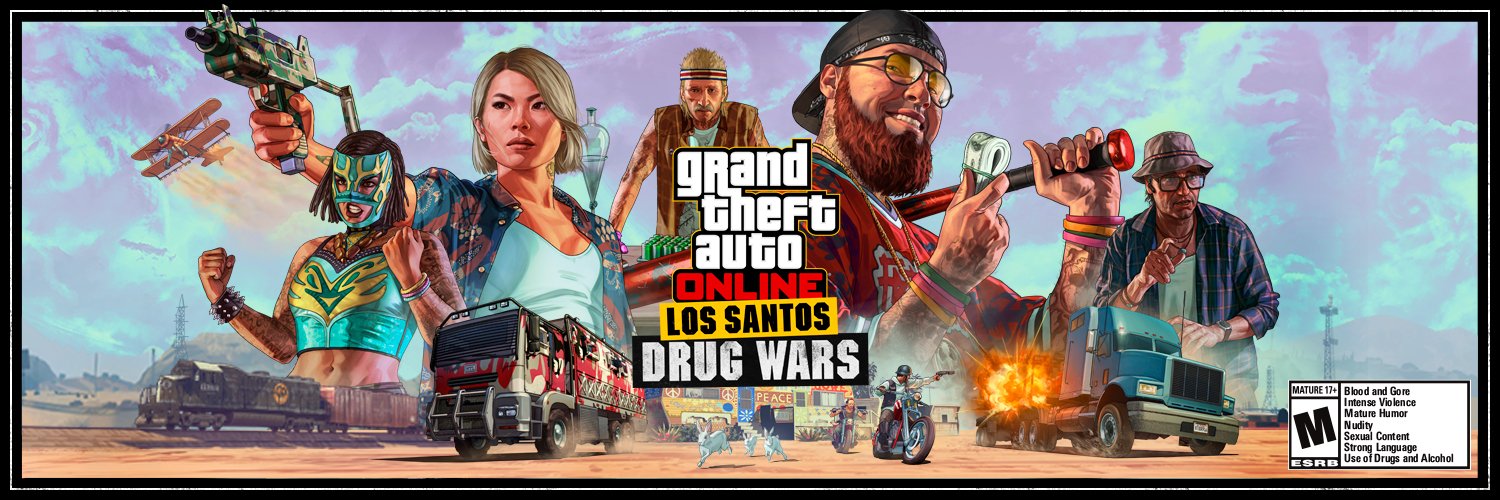 grand
theft
auto
ONLINE
LOS SANTOS
DRUG WARS
PEACE
MATURE 17+
M
ESRB
Blood and Gore
Intense Violence
Mature Humor
Nudity
Sexual Content
Strong Language
Use of Drugs and Alcohol